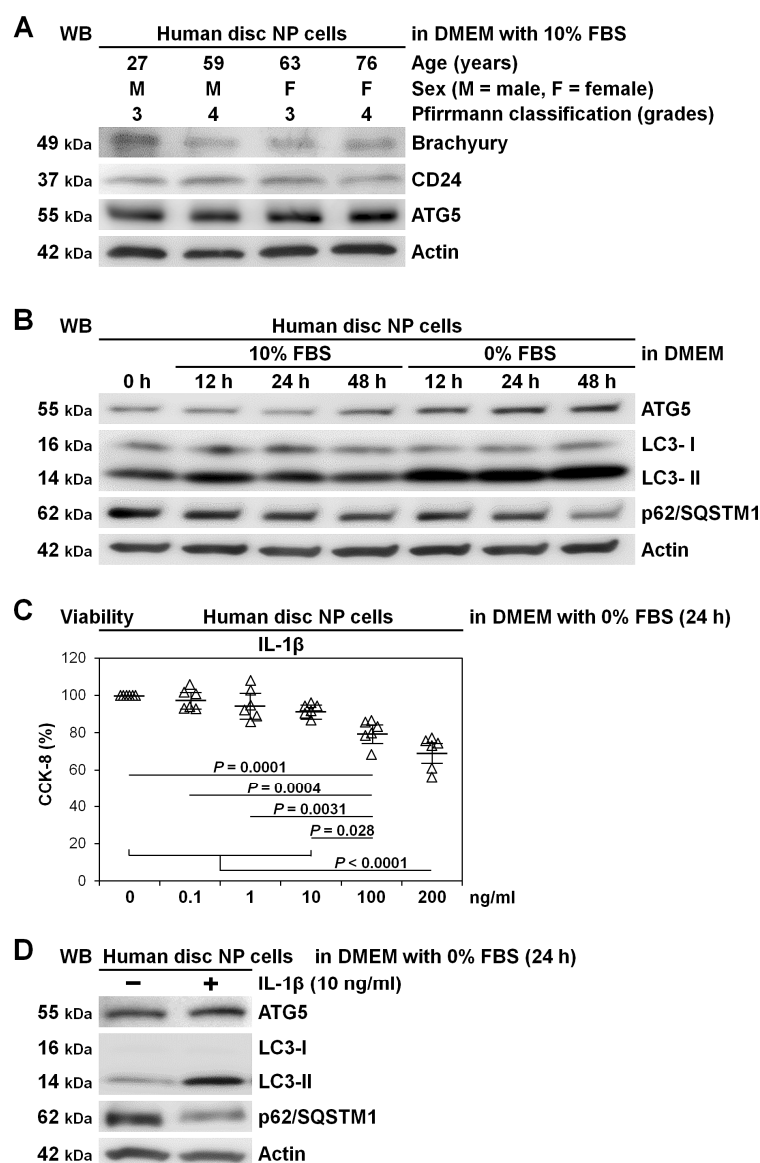 A WB Human disc NP cells in DMEM with 10% FBS
27 59 63 76 Age (years)
M M F F Sex (M = male, F = female)
3 4 3 4 Pfirrmann classification (grades)
49 kDa Brachyury
37 kDa CD24
55 kDa ATG5
42 kDa Actin
B WB Human disc NP cells
10% FBS 0% FBS in DMEM
0 h 12 h 24 h 48 h 12 h 24 h 48 h
55 kDa ATG5
16 kDa LC3- I
14 kDa LC3- II
62 kDa p62/SQSTM1
42 kDa Actin
C Viability Human disc NP cells in DMEM with 0% FBS (24 h)
IL-1β
120
100
80
60
40
20
0
CCK-8 (%)
P = 0.0001
P = 0.0004
P = 0.0031
P = 0.028
P < 0.0001
0 0.1 1 10 100 200 ng/ml
D WB Human disc NP cells in DMEM with 0% FBS (24 h)
− + IL-1β (10 ng/ml)
55 kDa ATG5
16 kDa LC3-I
14 kDa LC3-II
62 kDa p62/SQSTM1
42 kDa Actin